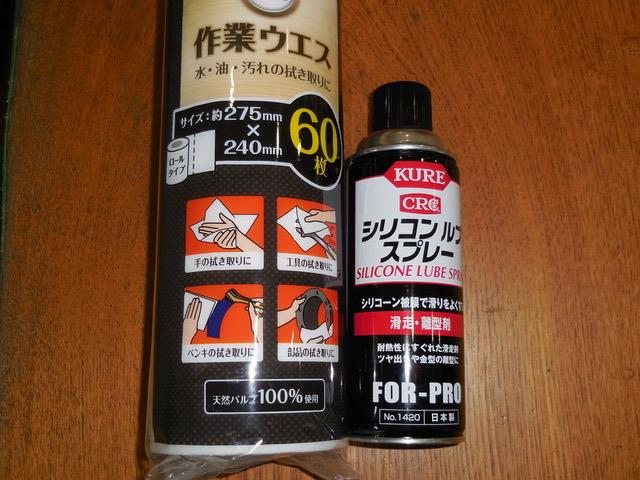 作業ウエス
水・油・汚れの拭き取りに
サイズ：約275mm
×
240mm
60枚
ロール
タイプ
手の拭き取りに
工具の拭き取りに
ペンキの拭き取りに
部品の拭き取りに
天然パルプ100%使用
KURE
CRC
シリコンルブ
スプレー
SILICONE LUBE SPRA
シリコーン被膜で滑りをよくす
滑走・離型剤
耐熱性にすぐれた滑走剤
ツヤ出しや金型の離型に
FOR-PRO
No.1420 日本製